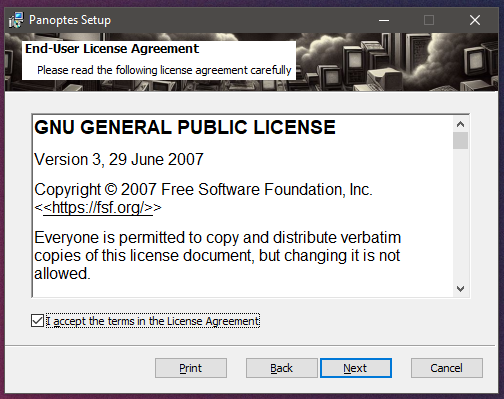 Panoptes Setup
End-User License Agreement
Please read the following license agreement carefully
GNU GENERAL PUBLIC LICENSE
Version 3, 29 June 2007
Copyright © 2007 Free Software Foundation, Inc.
<<https://fsf.org/>>
Everyone is permitted to copy and distribute verbatim
copies of this license document, but changing it is not
allowed.
I accept the terms in the License Agreement
Print
Back
Next
Cancel